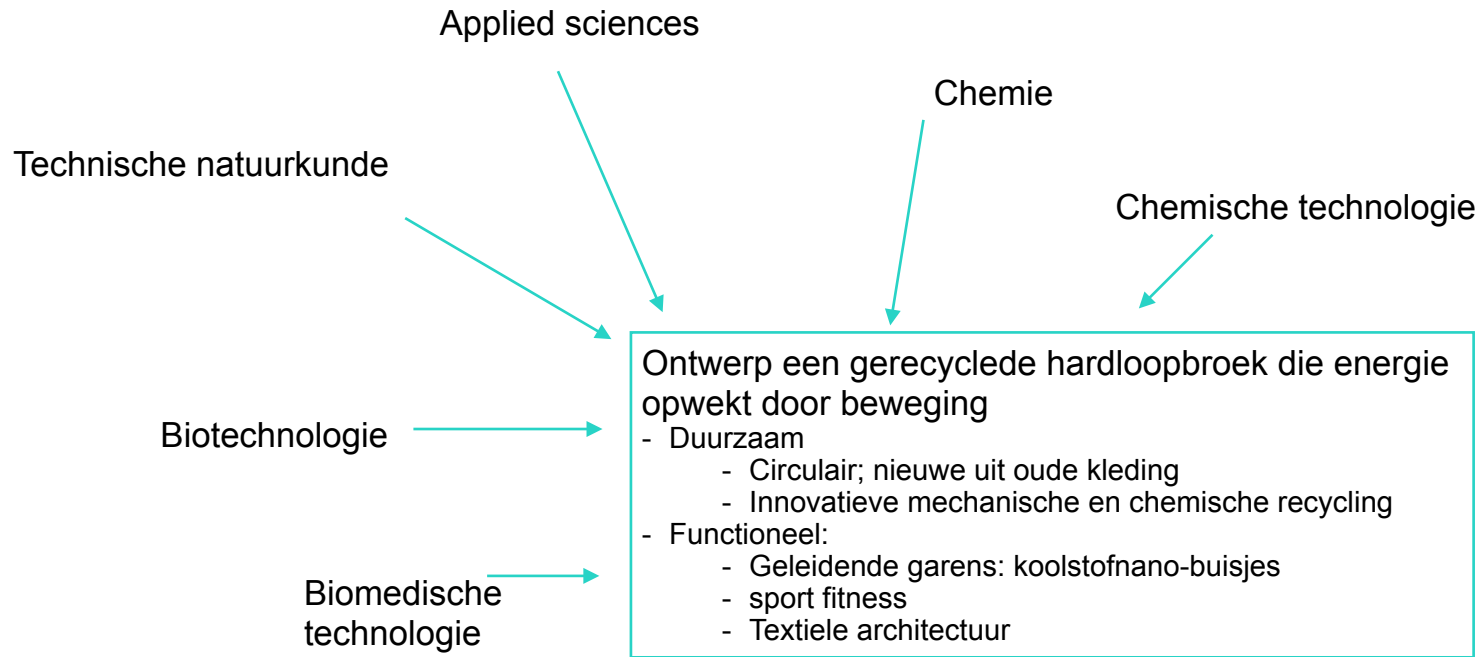 Applied sciences
Chemie
Technische natuurkunde
Chemische technologie
Biotechnologie
Biomedische
technologie
Ontwerp een gerecyclede hardloopbroek die energie
opwekt door beweging
- Duurzaam
- Circulair; nieuwe uit oude kleding
- Innovatieve mechanische en chemische recycling
- Functioneel:
- Geleidende garens: koolstofnano-buisjes
- sport fitness
- Textiele architectuur